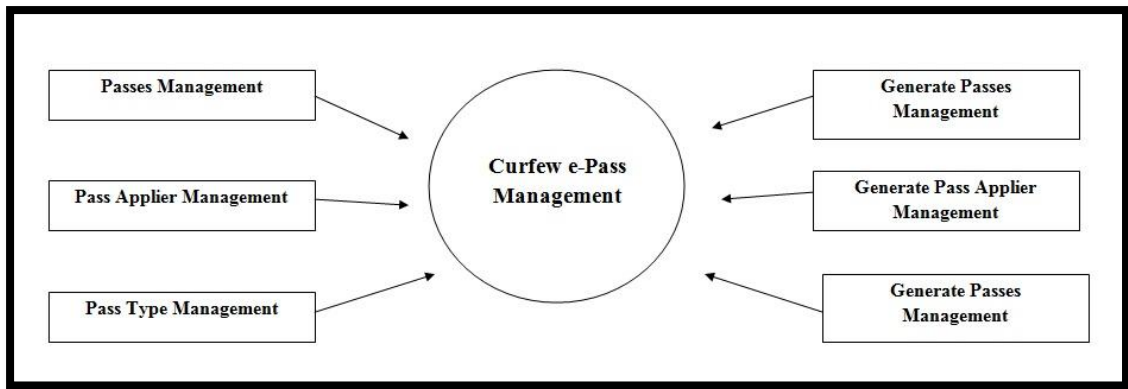 Passes Management
Pass Applier Management
Pass Type Management
Curfew e-Pass
Management
Generate Passes
Management
Generate Pass Applier
Management
Generate Passes
Management